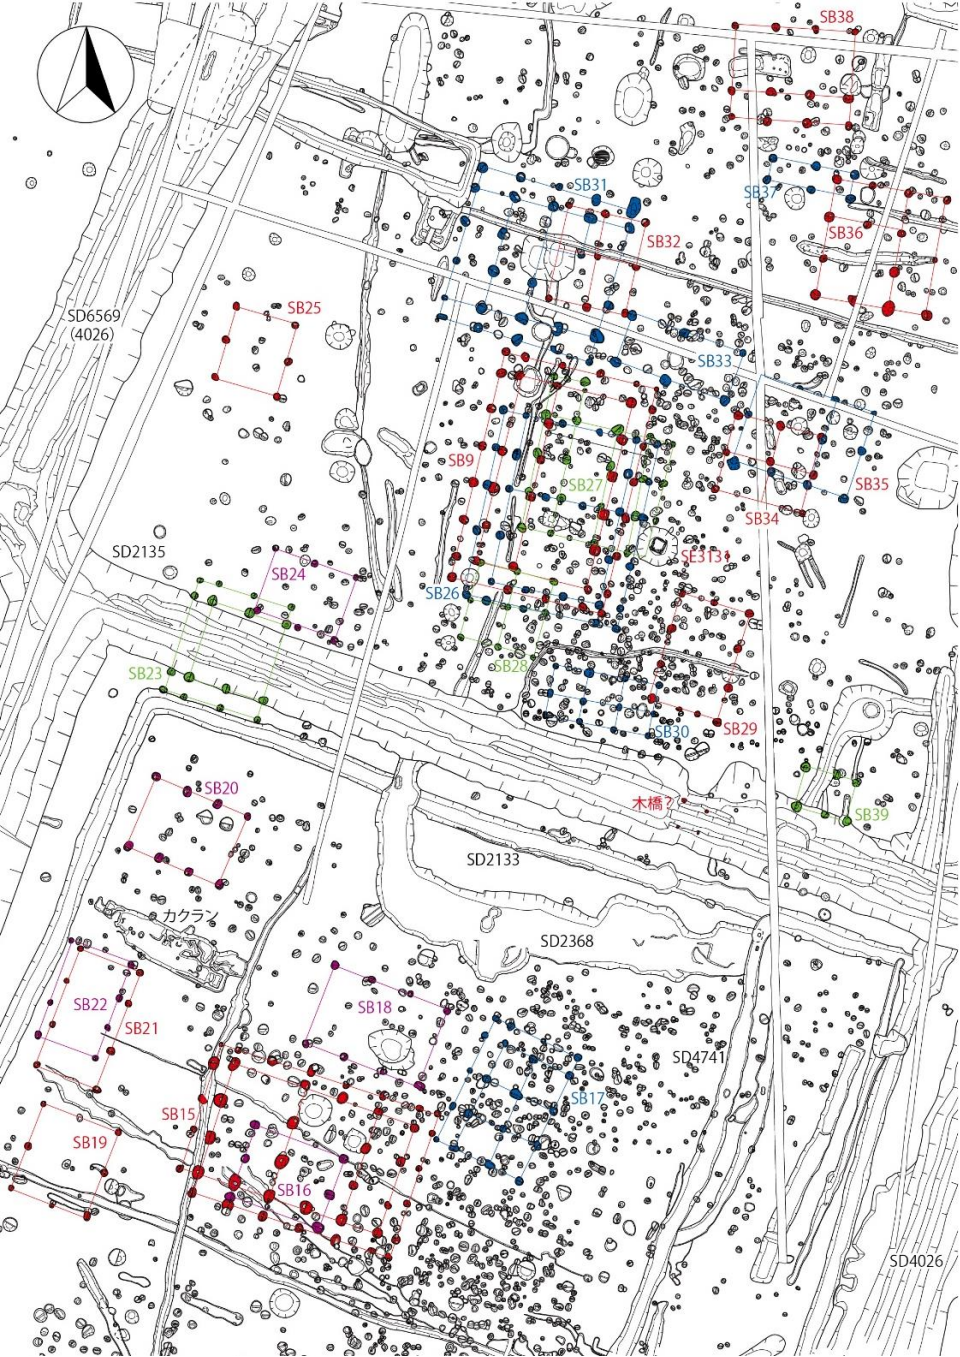 SB38
SB31
SB37
SB32
SB36
SB25
SD6569
(4026)
SB33
SB9
SB27
SB35
SB34
SD2135
SE3131
SB24
SB26
SB23
SB28
SB29
SB30
SB20
木橋?
SB39
SD2133
カクラン
SD2368
SB22
SB18
SB21
SD4741
SB15
SB17
SB19
SB16
SD4026